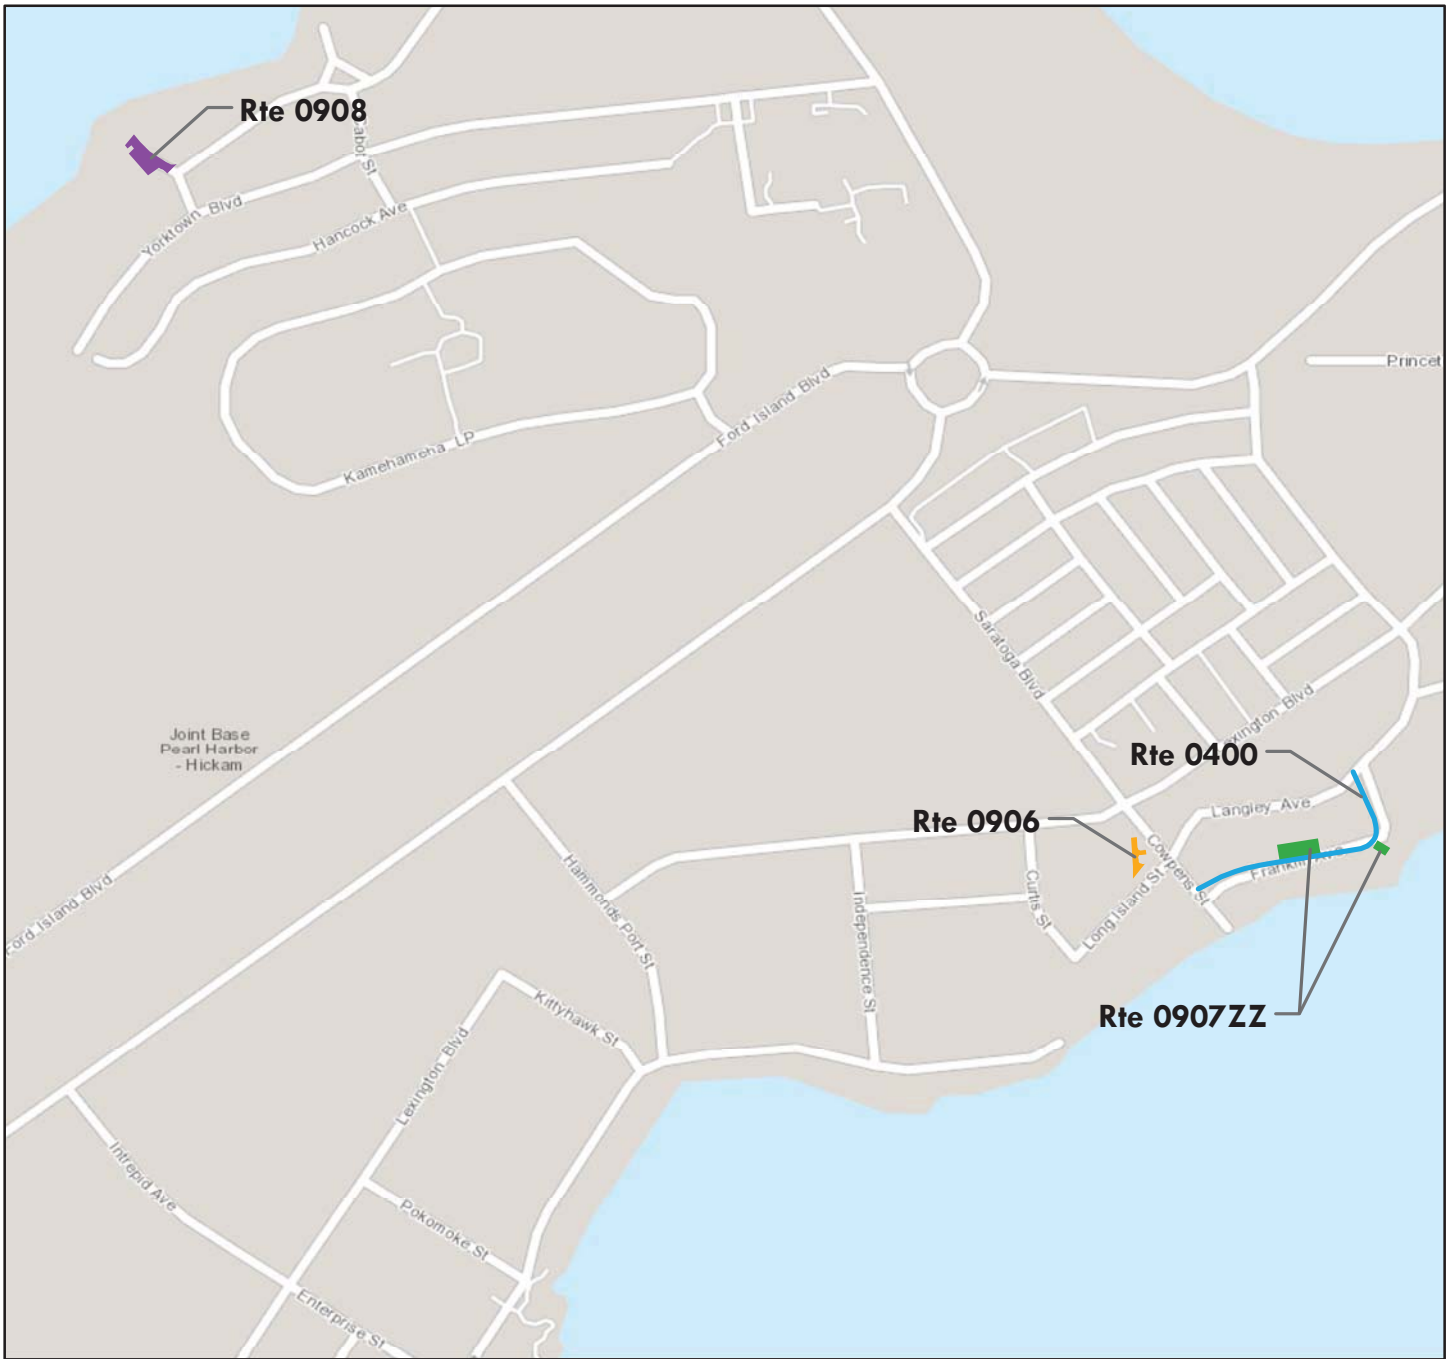 Rte 0908
Cabot St
Yorktown Blvd
Hancock Ave
Princet
Ford Island Blvd
Kamehameha LP
Saratoga Blvd
Lexington Blvd
Joint Base
Pearl Harbor
- Hickam
Rte 0400
Langley Ave
Rte 0906
Cowpens St
Franklin Ave
Hammonds Port St
Curtis St
Long Island St
Independence St
Ford Island Blvd
Kittyhawk St
Rte 0907ZZ
Lexington Blvd
Intrepid Ave
Pokomoke St
Enterprise St